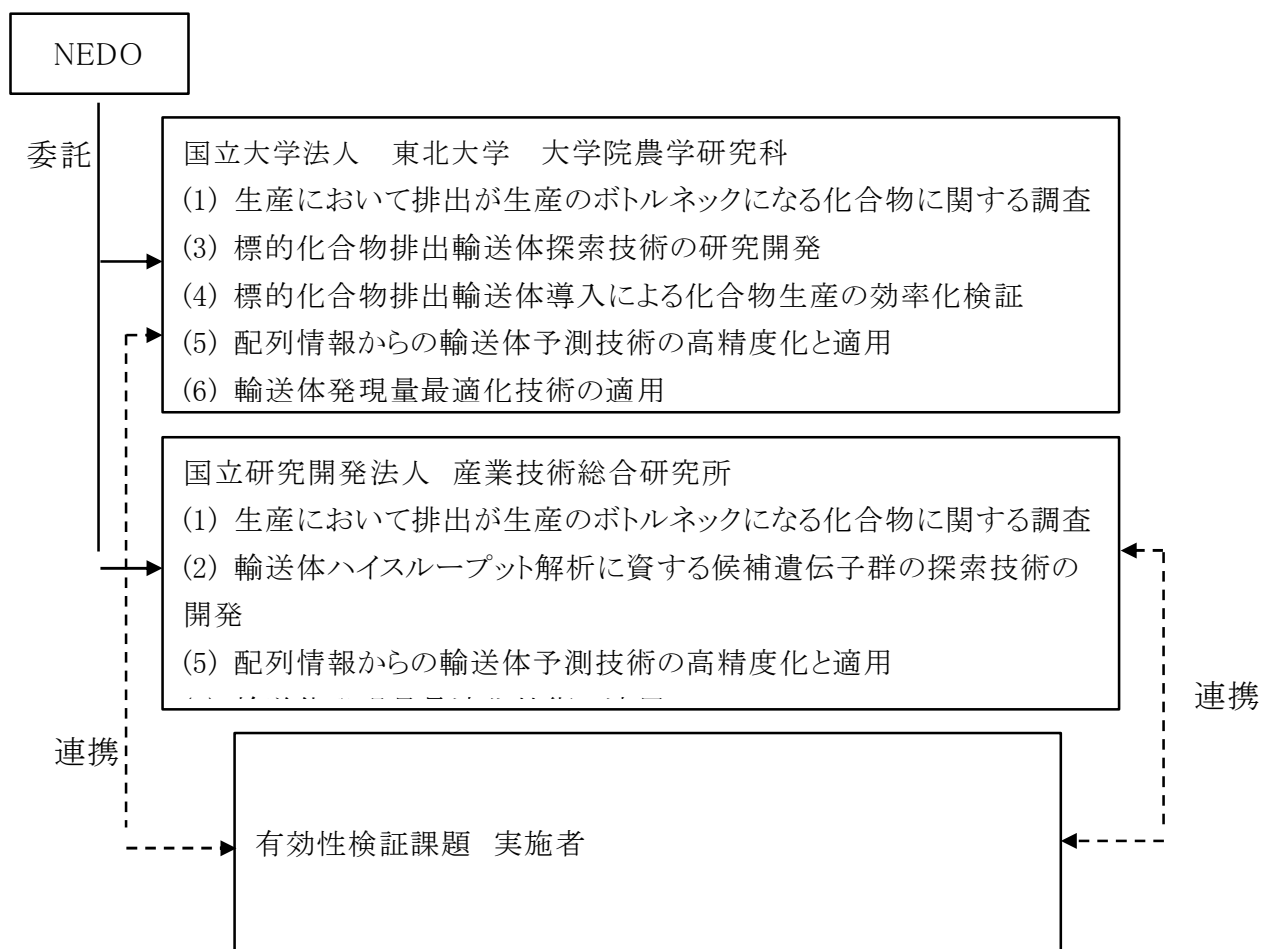 NEDO
委託
国立大学法人　東北大学　大学院農学研究科
(1) 生産において排出が生産のボトルネックになる化合物に関する調査
(3) 標的化合物排出輸送体探索技術の研究開発
(4) 標的化合物排出輸送体導入による化合物生産の効率化検証
(5) 配列情報からの輸送体予測技術の高精度化と適用
(6) 輸送体発現量最適化技術の適用
国立研究開発法人 産業技術総合研究所
(1) 生産において排出が生産のボトルネックになる化合物に関する調査
(2) 輸送体ハイスループット解析に資する候補遺伝子群の探索技術の
開発
(5) 配列情報からの輸送体予測技術の高精度化と適用
連携
連携
有効性検証課題 実施者